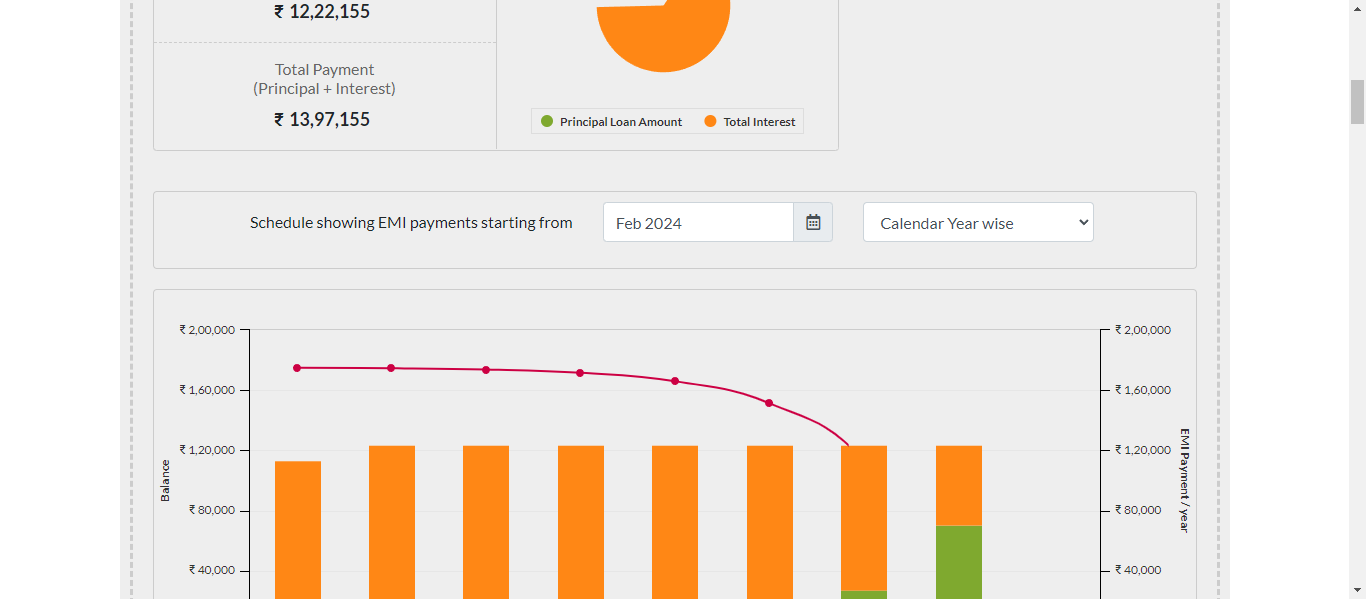 ₹ 12,22,155
Total Payment
(Principal + Interest)
₹ 13,97,155
Principal Loan Amount
Total Interest
Schedule showing EMI payments starting from
Feb 2024
Calendar Year wise
₹ 2,00,000
₹ 1,60,000
₹ 1,20,000
₹ 80,000
₹ 40,000
Balance
₹ 2,00,000
₹ 1,60,000
₹ 1,20,000
₹ 80,000
₹ 40,000
EMI Payment / year